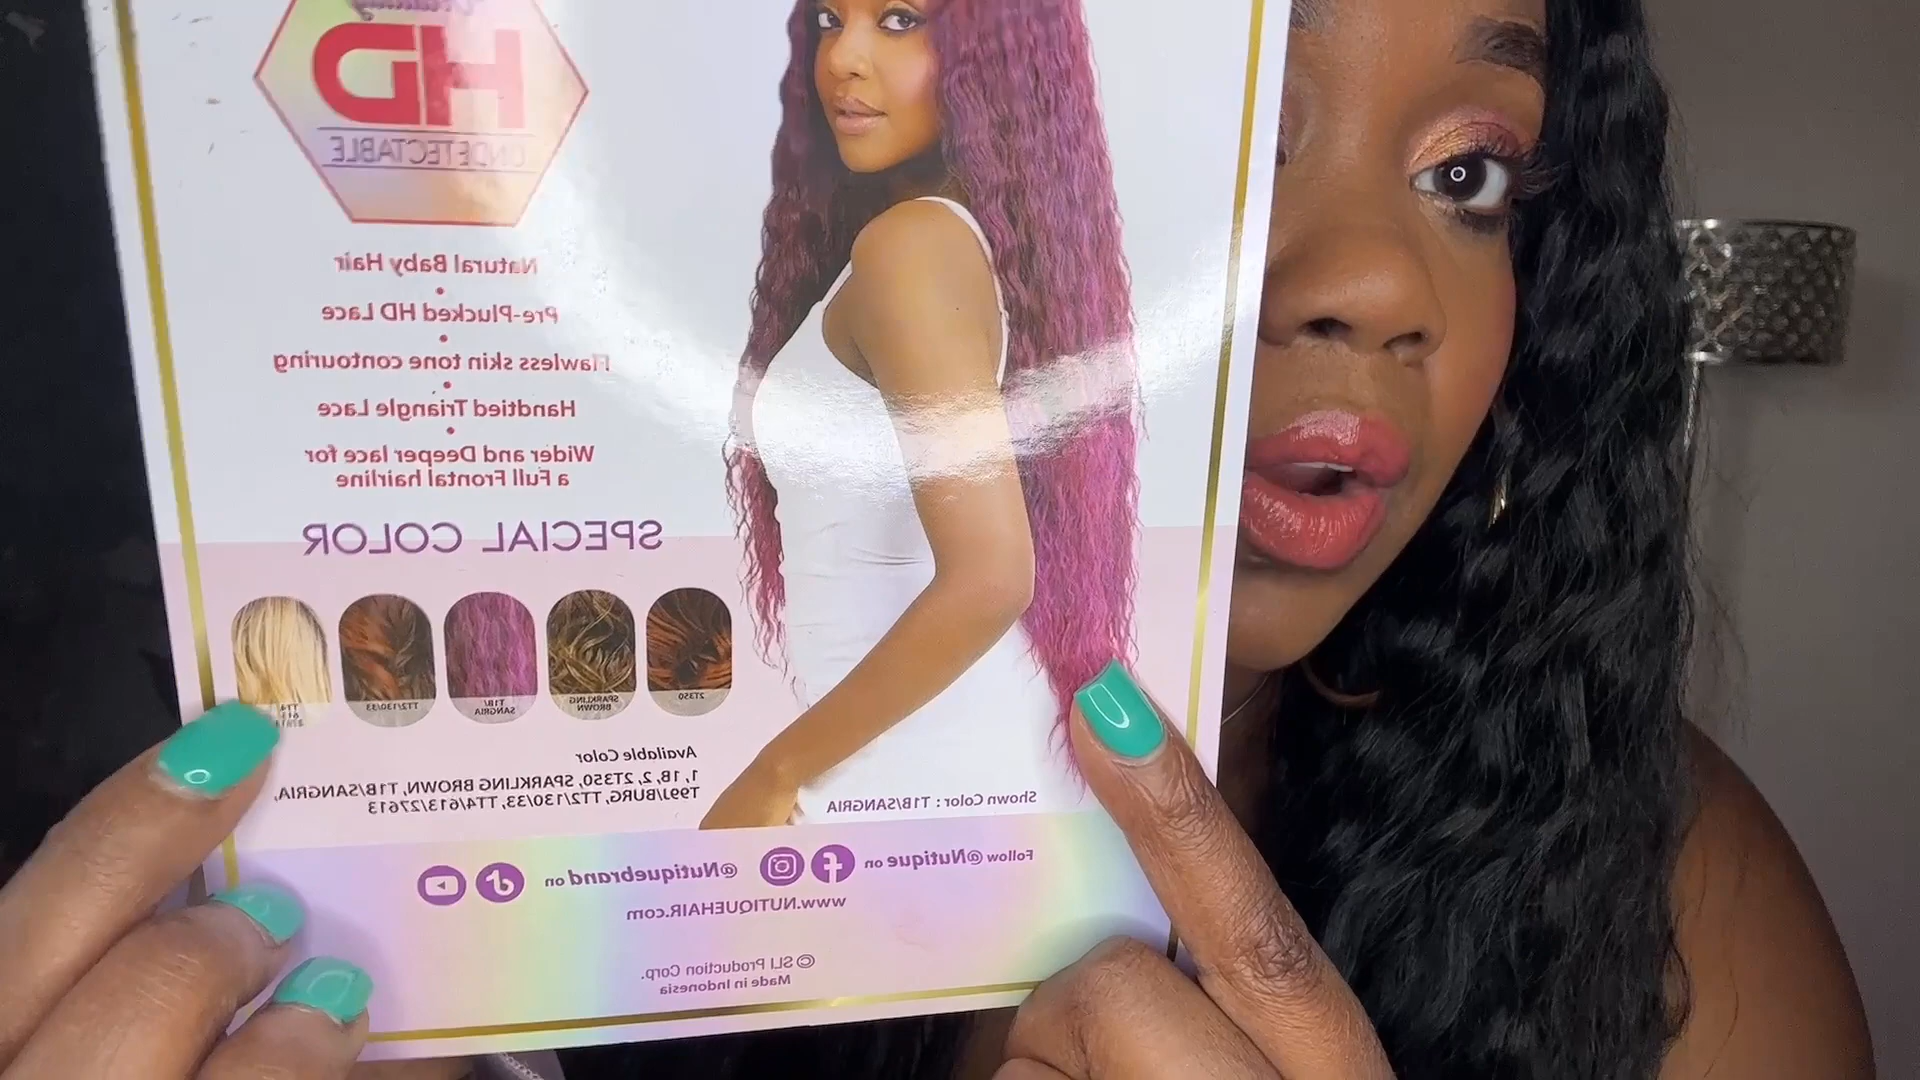 HD
UNDETECTABLE
Natural Baby Hair
•
Pre-Plucked HD Lace
•
Flawless skin tone contouring
•
Handtied Triangle Lace
•
Wider and Deeper lace for
a Full Frontal hairline
SPECIAL COLOR
2T350
SPARKLING
BROWN
T1B/
SANGRIA
TT2/130/33
TT4
613
Available Color
1, 1B, 2, 2T350, SPARKLING BROWN, T1B/SANGRIA,
T99J/BURG, TT2/130/33, TT4/613/27613
Shown Color : T1B/SANGRIA
Follow @Nutique on
@Nutiquebrand on
www.NUTIQUEHAIR.com
© SLI Production Corp.
Made in Indonesia